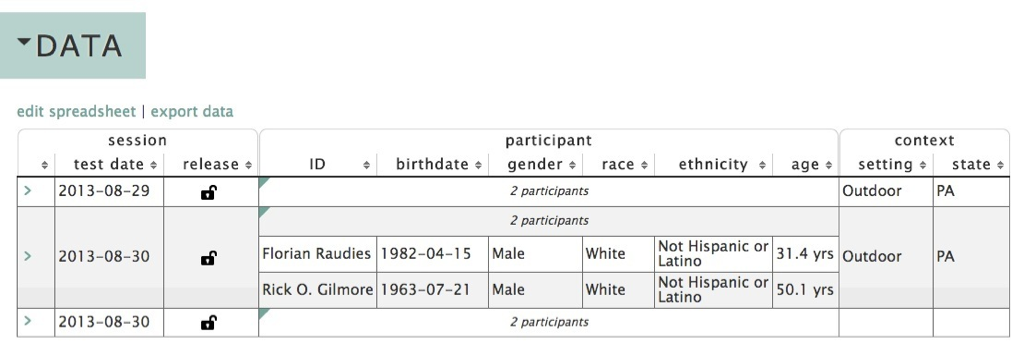 DATA
edit spreadsheet | export data
session participant context
test date release ID birthdate gender race ethnicity age setting state
> 2013-08-29 2 participants Outdoor PA
2 participants
> 2013-08-30 Outdoor PA
Florian Raudies 1982-04-15 Male White Not Hispanic or Latino 31.4 yrs
Rick O. Gilmore 1963-07-21 Male White Not Hispanic or Latino 50.1 yrs
> 2013-08-30 2 participants